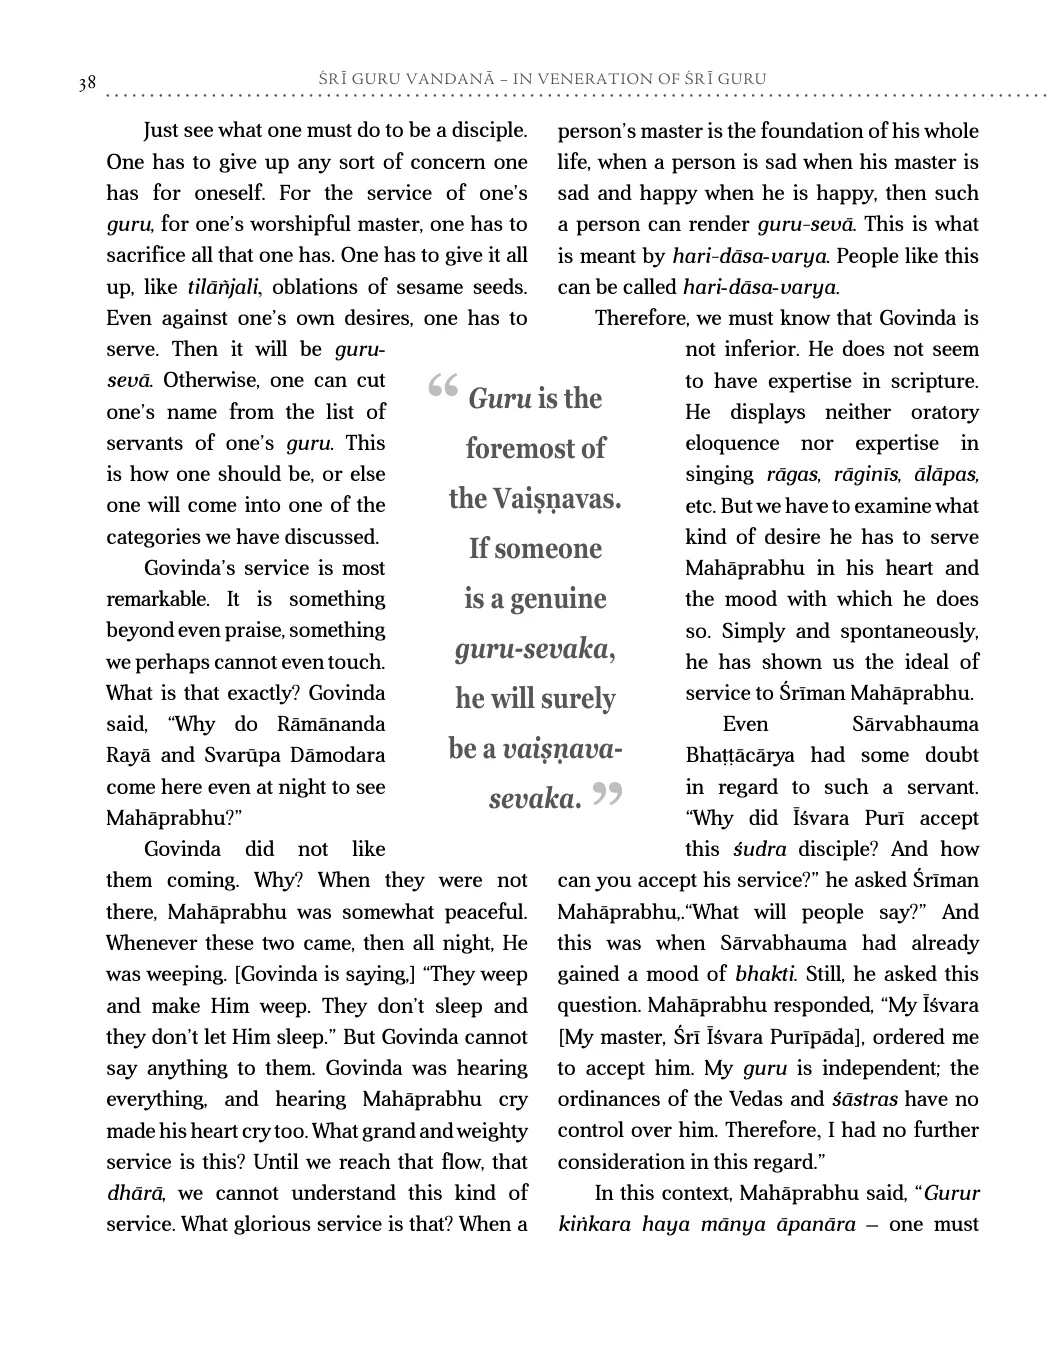 38
ŚRĪ GURU VANDANĀ – IN VENERATION OF ŚRĪ GURU
Just see what one must do to be a disciple.
One has to give up any sort of concern one
has for oneself. For the service of one’s
guru, for one’s worshipful master, one has to
sacrifice all that one has. One has to give it all
up, like tilāñjali, oblations of sesame seeds.
Even against one’s own desires, one has to
serve. Then it will be guru-
sevā. Otherwise, one can cut
one’s name from the list of
servants of one’s guru. This
is how one should be, or else
one will come into one of the
categories we have discussed.
Govinda’s service is most
remarkable. It is something
beyond even praise, something
we perhaps cannot even touch.
What is that exactly? Govinda
said, “Why do Rāmānanda
Rayā and Svarūpa Dāmodara
come here even at night to see
Mahāprabhu?”
Govinda did not like
them coming. Why? When they were not
there, Mahāprabhu was somewhat peaceful.
Whenever these two came, then all night, He
was weeping. [Govinda is saying,] “They weep
and make Him weep. They don’t sleep and
they don’t let Him sleep.” But Govinda cannot
say anything to them. Govinda was hearing
everything, and hearing Mahāprabhu cry
made his heart cry too. What grand and weighty
service is this? Until we reach that flow, that
dhārā, we cannot understand this kind of
service. What glorious service is that? When a
“ Guru is the
foremost of
the Vaiṣṇavas.
If someone
is a genuine
guru-sevaka,
he will surely
be a vaiṣṇava-
sevaka. ”
person’s master is the foundation of his whole
life, when a person is sad when his master is
sad and happy when he is happy, then such
a person can render guru-sevā. This is what
is meant by hari-dāsa-varya. People like this
can be called hari-dāsa-varya.
Therefore, we must know that Govinda is
not inferior. He does not seem
to have expertise in scripture.
He displays neither oratory
eloquence nor expertise in
singing rāgas, rāginīs, ālāpas,
etc. But we have to examine what
kind of desire he has to serve
Mahāprabhu in his heart and
the mood with which he does
so. Simply and spontaneously,
he has shown us the ideal of
service to Śrīman Mahāprabhu.
Even Sārvabhauma
Bhaṭṭācārya had some doubt
in regard to such a servant.
“Why did Īśvara Purī accept
this śudra disciple? And how
can you accept his service?” he asked Śrīman
Mahāprabhu,.“What will people say?” And
this was when Sārvabhauma had already
gained a mood of bhakti. Still, he asked this
question. Mahāprabhu responded, “My Īśvara
[My master, Śrī Īśvara Purīpāda], ordered me
to accept him. My guru is independent; the
ordinances of the Vedas and śāstras have no
control over him. Therefore, I had no further
consideration in this regard.”
In this context, Mahāprabhu said, “Gurur
kiṅkara haya mānya āpanāra – one must